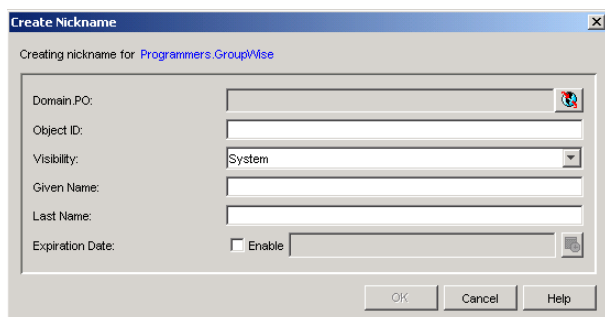 Create Nickname
Creating nickname for Programmers.GroupWise
Domain.PO:
Object ID:
Visibility: System
Given Name:
Last Name:
Expiration Date: Enable
OK Cancel Help